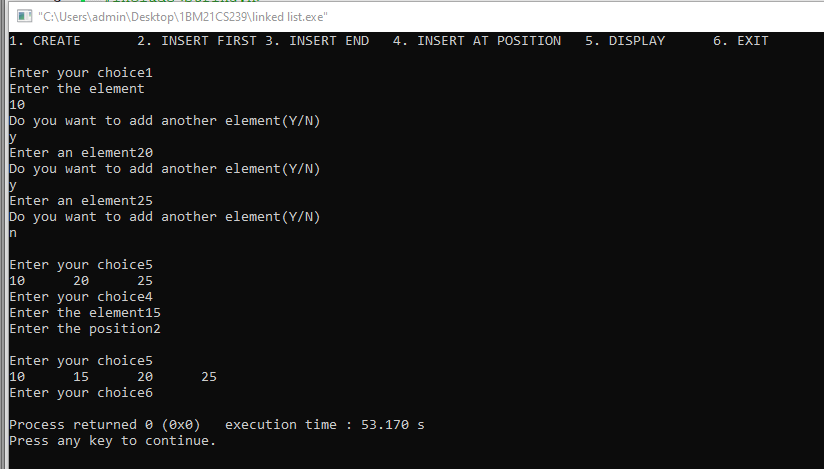 "C:\Users\admin\Desktop\1BM21CS239\linked list.exe"
1. CREATE       2. INSERT FIRST 3. INSERT END   4. INSERT AT POSITION   5. DISPLAY      6. EXIT
Enter your choice1
Enter the element
10
Do you want to add another element(Y/N)
y
Enter an element20
Do you want to add another element(Y/N)
y
Enter an element25
Do you want to add another element(Y/N)
n
Enter your choice5
10      20      25
Enter your choice4
Enter the element15
Enter the position2
Enter your choice5
10      15      20      25
Enter your choice6
Process returned 0 (0x0)   execution time : 53.170 s
Press any key to continue.